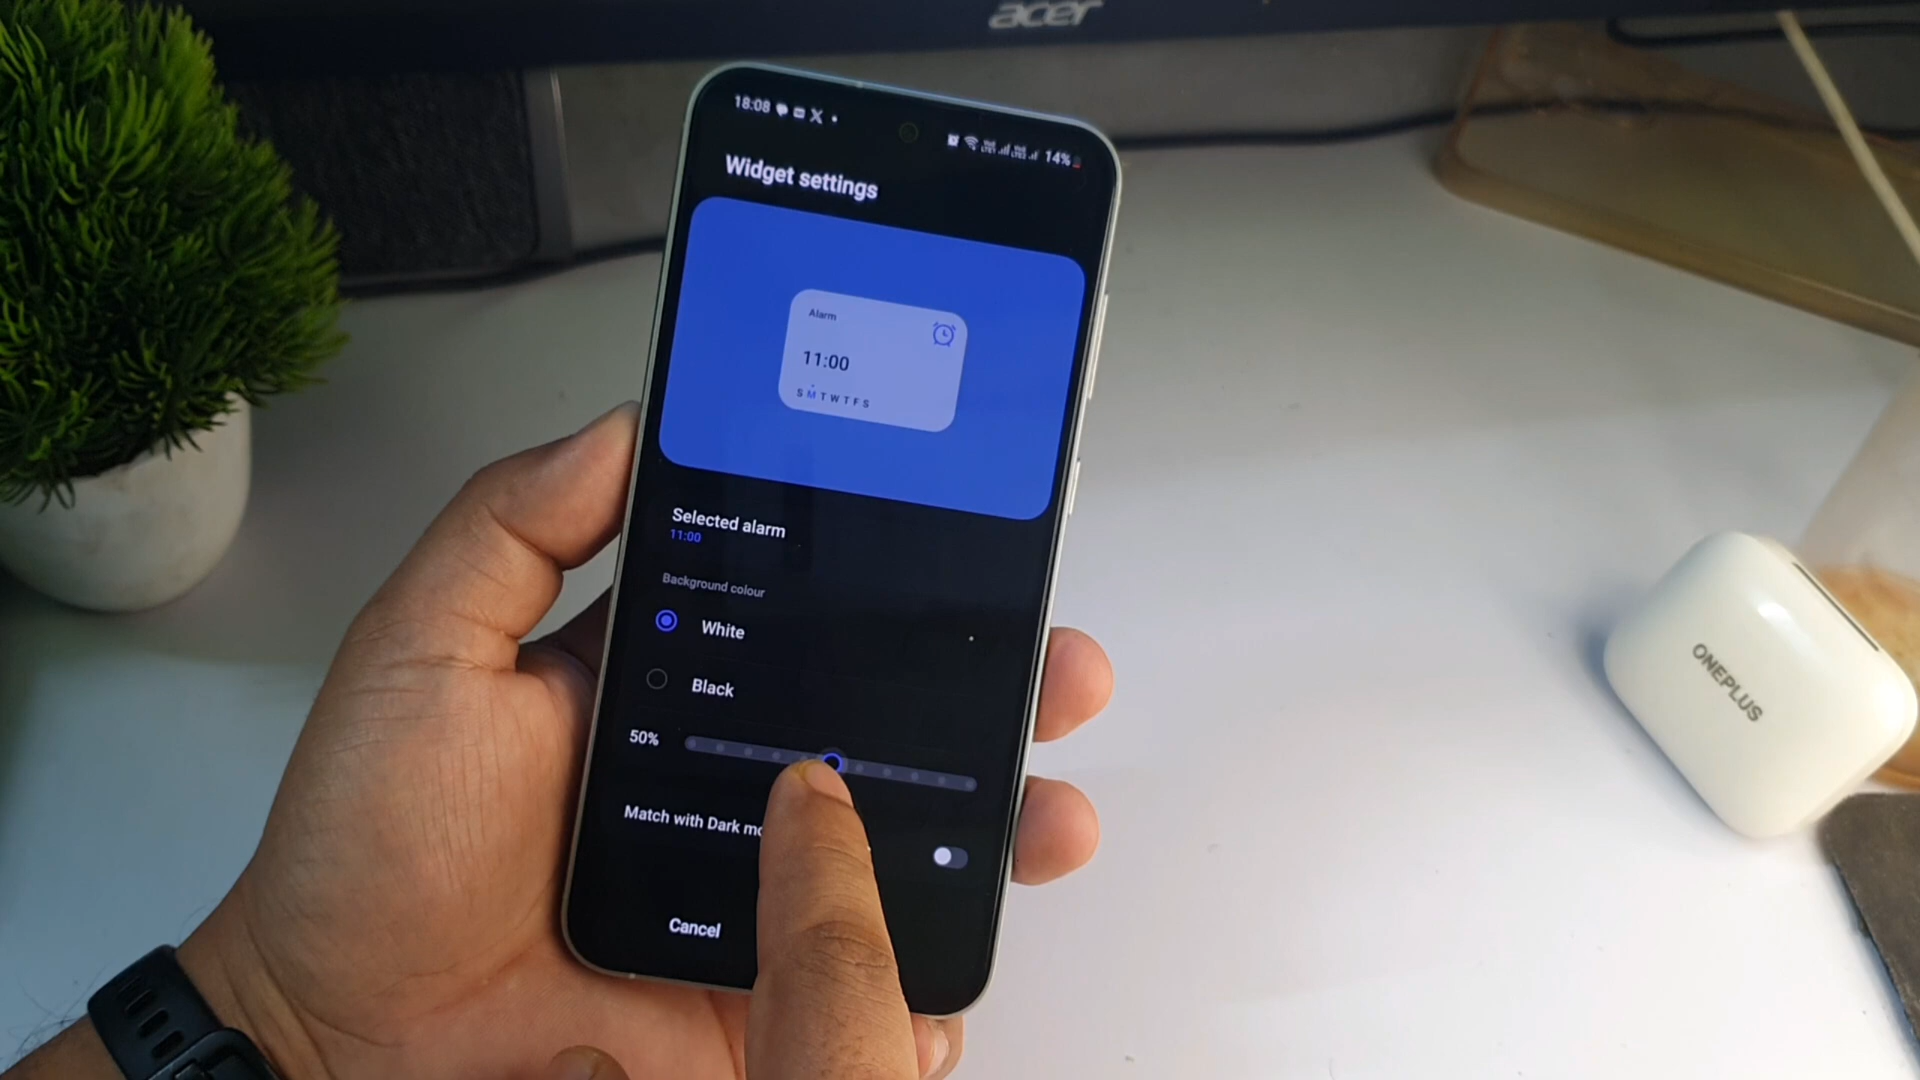 acer
18:08 X
14%
Widget settings
Alarm
11:00
S M T W T F S
Selected alarm
11:00
Background colour
White
Black
50%
Match with Dark mo
Cancel
ONEPLUS